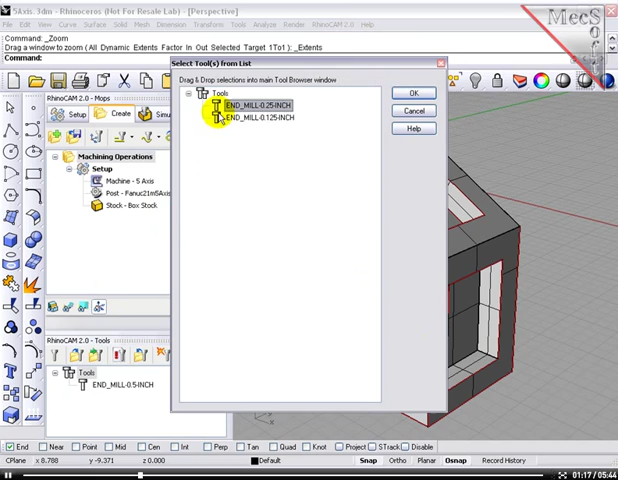 5Axis. 3dm - Rhinoceros (Not For Resale Lab) - [Perspective]
File Edit View Curve Surface Solid Mesh Dimension Transform Tools Analyze Render RhinoCAM 2.0 Help
Command: _Zoom
Drag a window to zoom ( All Dynamic Extents Factor In Out Selected Target 1To1 ): _Extents
Command:
MecSoft
Select Tool(s) from List
Drag & Drop selections into main Tool Browser window
Tools
END_MILL-0.25-INCH
END_MILL-0.125-INCH
OK
Cancel
Help
RhinoCAM 2.0 - Mops
Setup
Create
Simu
Machining Operations
Setup
Machine - 5 Axis
Post - Fanuc21m5Axis
Stock - Box Stock
RhinoCAM 2.0 - Tools
Tools
END_MILL-0.5-INCH
End Near Point Mid Cen Int Perp Tan Quad Knot Project STrack Disable
CPlane x 8.788 y -9.371 z 0.000 Default Snap Ortho Planar Osnap Record History
01:17 / 05:44